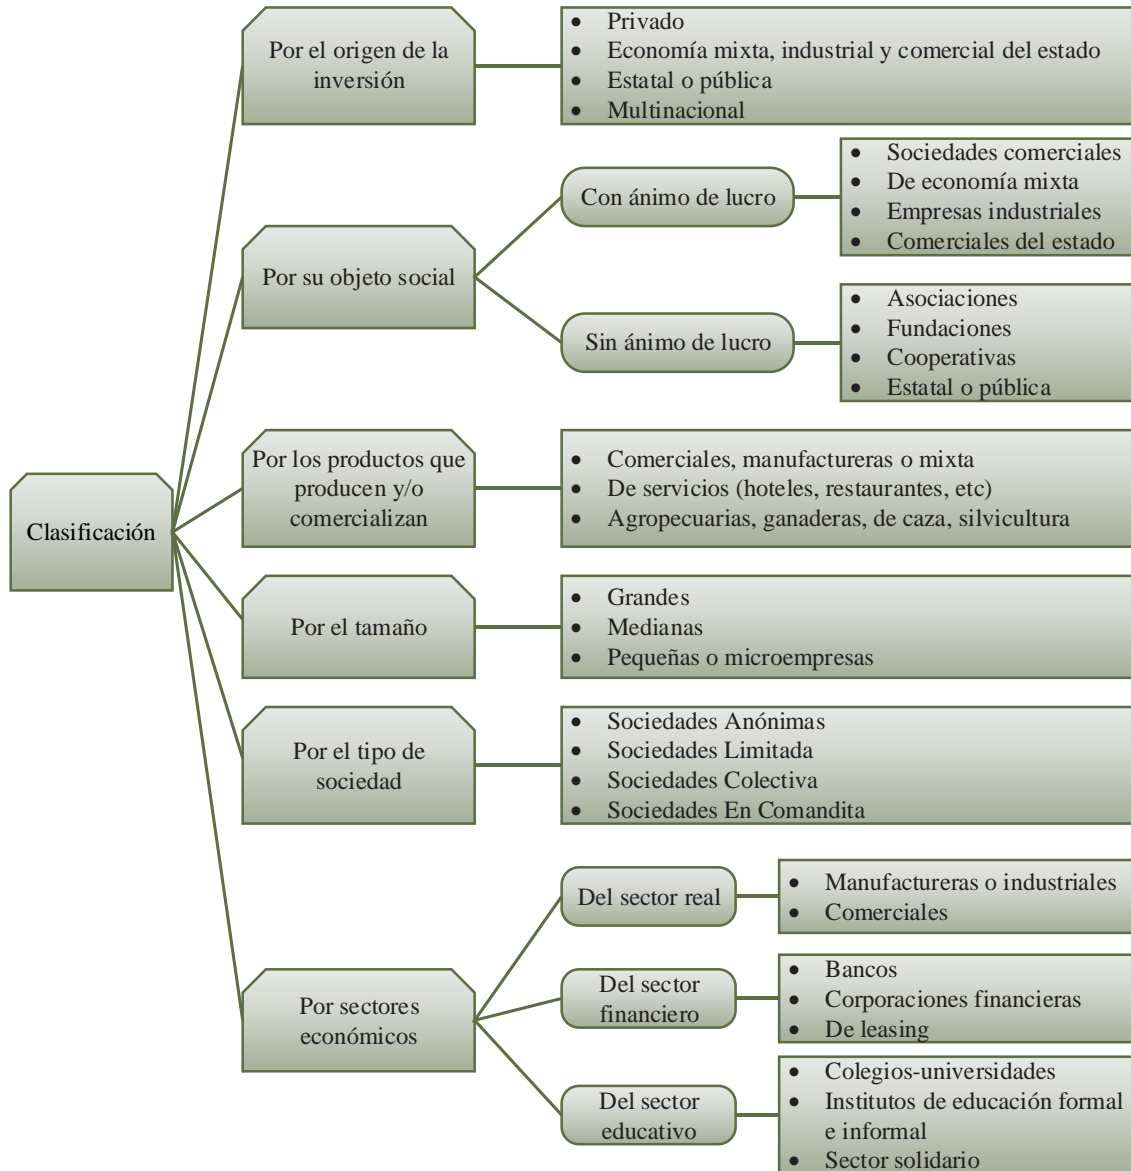 Clasificación
Por el origen de la
inversión
• Privado
• Economía mixta, industrial y comercial del estado
• Estatal o pública
• Multinacional
Por su objeto social
Con ánimo de lucro
• Sociedades comerciales
• De economía mixta
• Empresas industriales
• Comerciales del estado
Sin ánimo de lucro
• Asociaciones
• Fundaciones
• Cooperativas
• Estatal o pública
Por los productos que
producen y/o
comercializan
• Comerciales, manufactureras o mixta
• De servicios (hoteles, restaurantes, etc)
• Agropecuarias, ganaderas, de caza, silvicultura
Por el tamaño
• Grandes
• Medianas
• Pequeñas o microempresas
Por el tipo de
sociedad
• Sociedades Anónimas
• Sociedades Limitada
• Sociedades Colectiva
• Sociedades En Comandita
Por sectores
económicos
Del sector real
• Manufactureras o industriales
• Comerciales
Del sector
financiero
• Bancos
• Corporaciones financieras
• De leasing
Del sector
educativo
• Colegios-universidades
• Institutos de educación formal
e informal
• Sector solidario